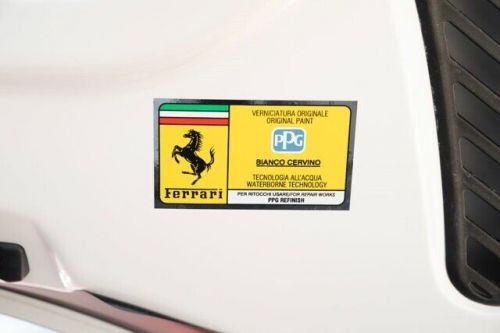 VERNICIATURA ORIGINALE
ORIGINAL PAINT
PPG
BIANCO CERVINO
TECNOLOGIA ALL'ACQUA
WATERBORNE TECHNOLOGY
Ferrari
PER RITOCCHI USARE/FOR REPAIR WORKS
PPG REFINISH